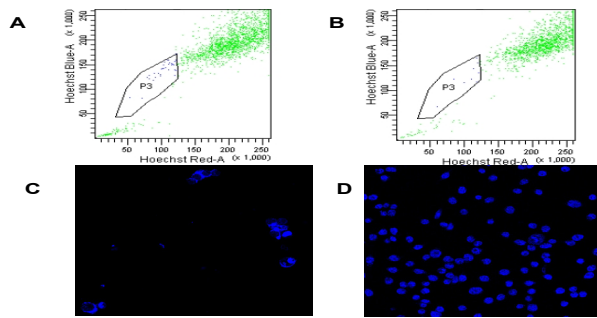 A
Hoechst Blue-A (x 1,000)
250
200
150
100
50
P3
50 100 150 200 250
Hoechst Red-A (x 1,000)
B
Hoechst Blue-A (x 1,000)
250
200
150
100
50
P3
50 100 150 200 250
Hoechst Red-A (x 1,000)
C
D